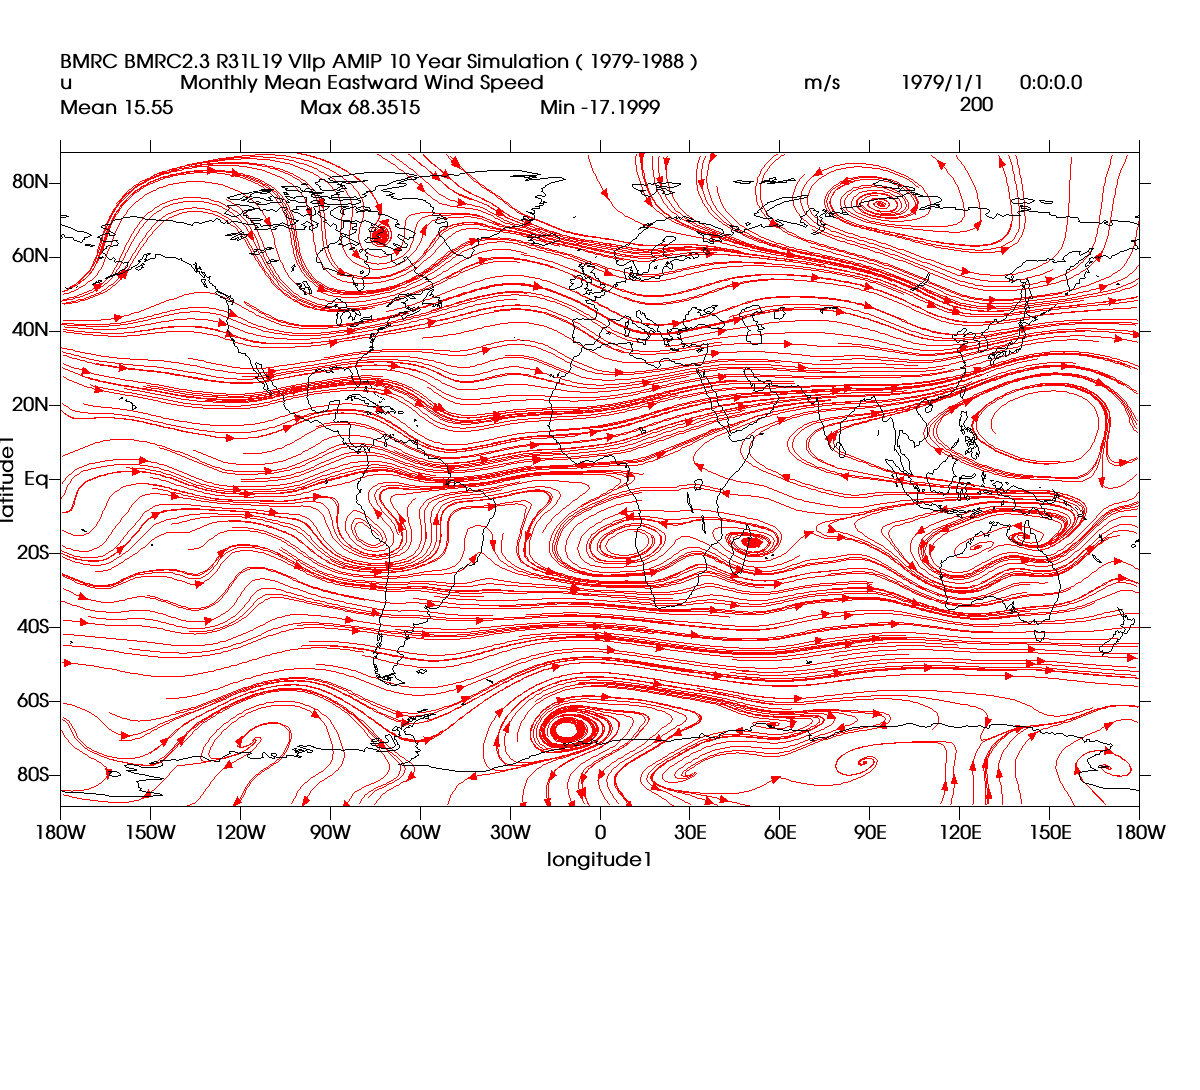 BMRC BMRC2.3 R31L19 VIIp AMIP 10 Year Simulation ( 1979-1988 )
u Monthly Mean Eastward Wind Speed m/s 1979/1/1 0:0:0.0
Mean 15.55 Max 68.3515 Min -17.1999 200
80N
60N
40N
20N
Eq
20S
40S
60S
80S
latitude1
180W 150W 120W 90W 60W 30W 0 30E 60E 90E 120E 150E 180W
longitude1